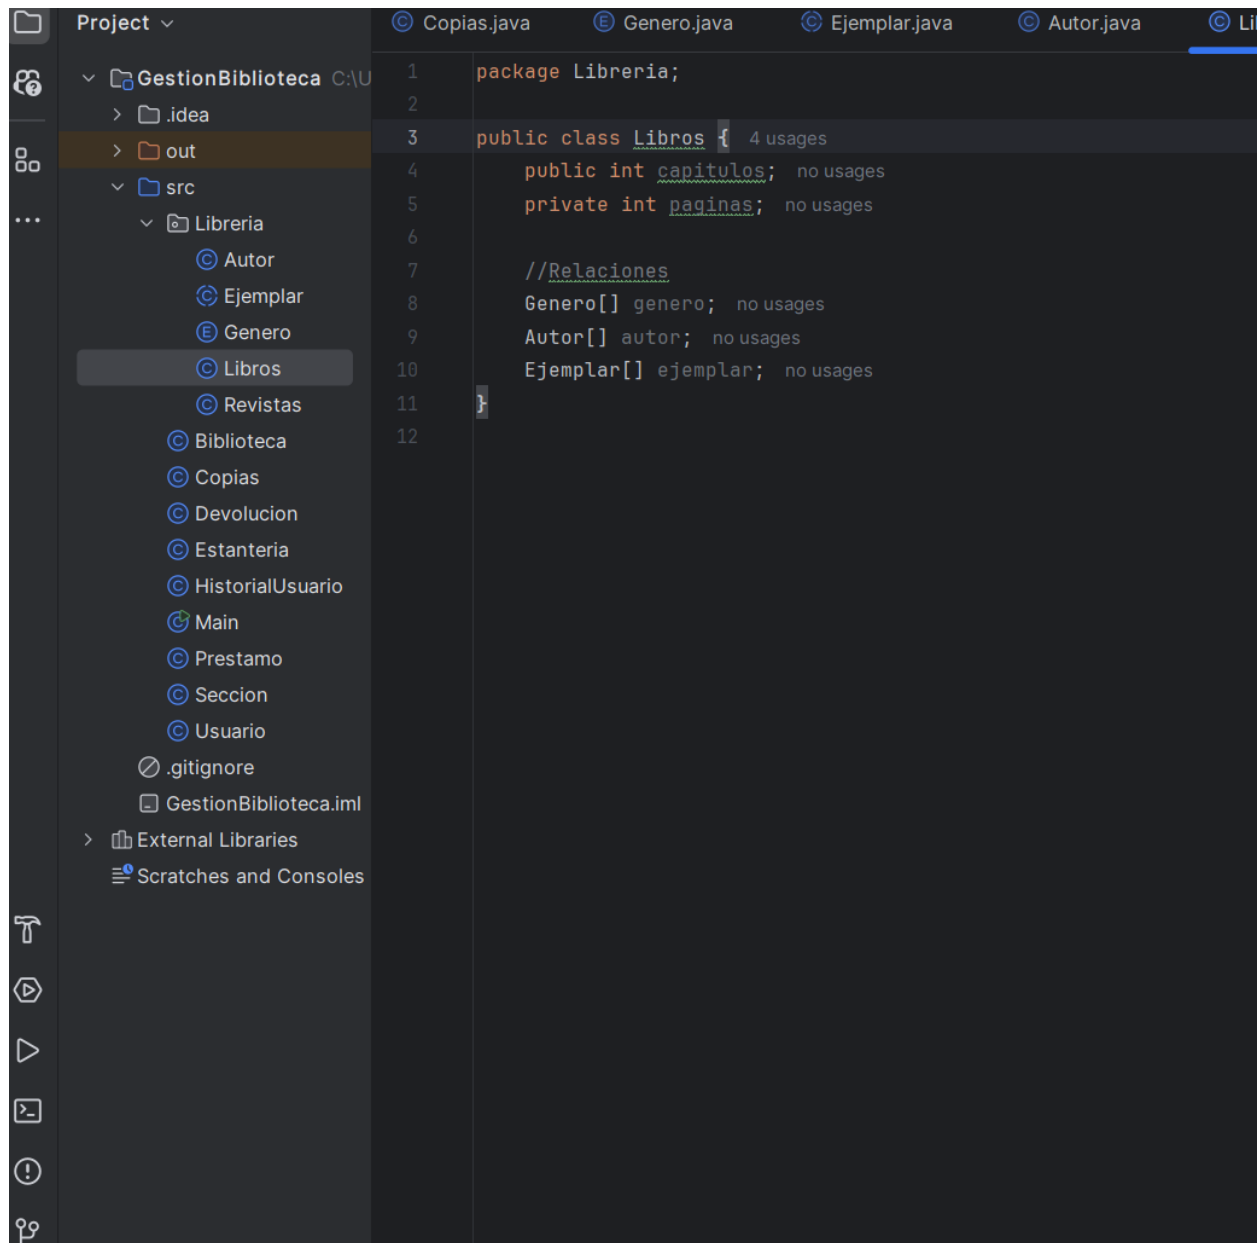 Project
Copias.java
Genero.java
Ejemplar.java
Autor.java
Li
GestionBiblioteca C:\U
.idea
out
src
Libreria
Autor
Ejemplar
Genero
Libros
Revistas
Biblioteca
Copias
Devolucion
Estanteria
HistorialUsuario
Main
Prestamo
Seccion
Usuario
.gitignore
GestionBiblioteca.iml
External Libraries
Scratches and Consoles
1 package Libreria;
2
3 public class Libros { 4 usages
4 public int capitulos; no usages
5 private int paginas; no usages
6
7 //Relaciones
8 Genero[] genero; no usages
9 Autor[] autor; no usages
10 Ejemplar[] ejemplar; no usages
11 }
12